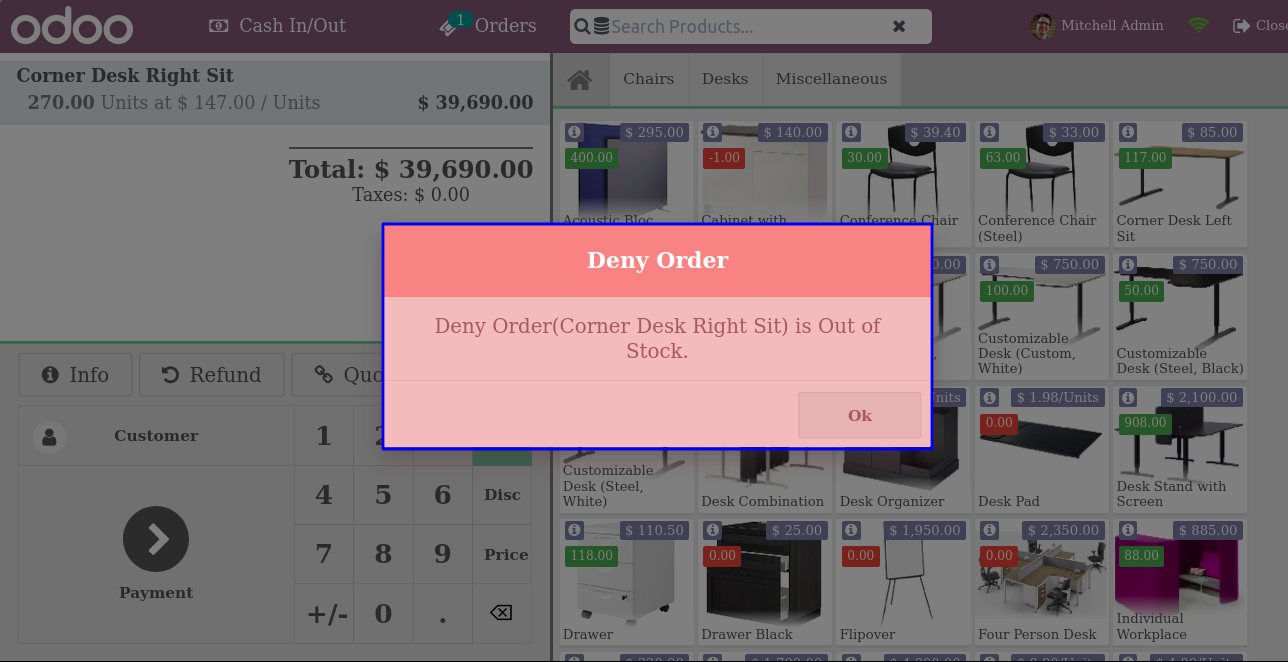 odoo
Cash In/Out
1
Orders
Search Products...
Mitchell Admin
Close
Corner Desk Right Sit
270.00 Units at $ 147.00 / Units
$ 39,690.00
Total: $ 39,690.00
Taxes: $ 0.00
Chairs
Desks
Miscellaneous
$ 295.00
400.00
Acoustic Bloc
$ 140.00
-1.00
Cabinet with
$ 39.40
30.00
Conference Chair
$ 33.00
63.00
Conference Chair
(Steel)
$ 85.00
117.00
Corner Desk Left
Sit
$ 750.00
100.00
Customizable
Desk (Custom,
White)
$ 750.00
50.00
Customizable
Desk (Steel, Black)
Deny Order
Deny Order(Corner Desk Right Sit) is Out of
Stock.
Ok
Info
Refund
Quo
Customer
Payment
1
2
4
5
6
Disc
7
8
9
Price
+/-
0
.
Customizable
Desk (Steel,
White)
Desk Combination
Desk Organizer
$ 1.98/Units
0.00
Desk Pad
$ 2,100.00
908.00
Desk Stand with
Screen
$ 110.50
118.00
Drawer
$ 25.00
0.00
Drawer Black
$ 1,950.00
0.00
Flipover
$ 2,350.00
0.00
Four Person Desk
$ 885.00
88.00
Individual
Workplace